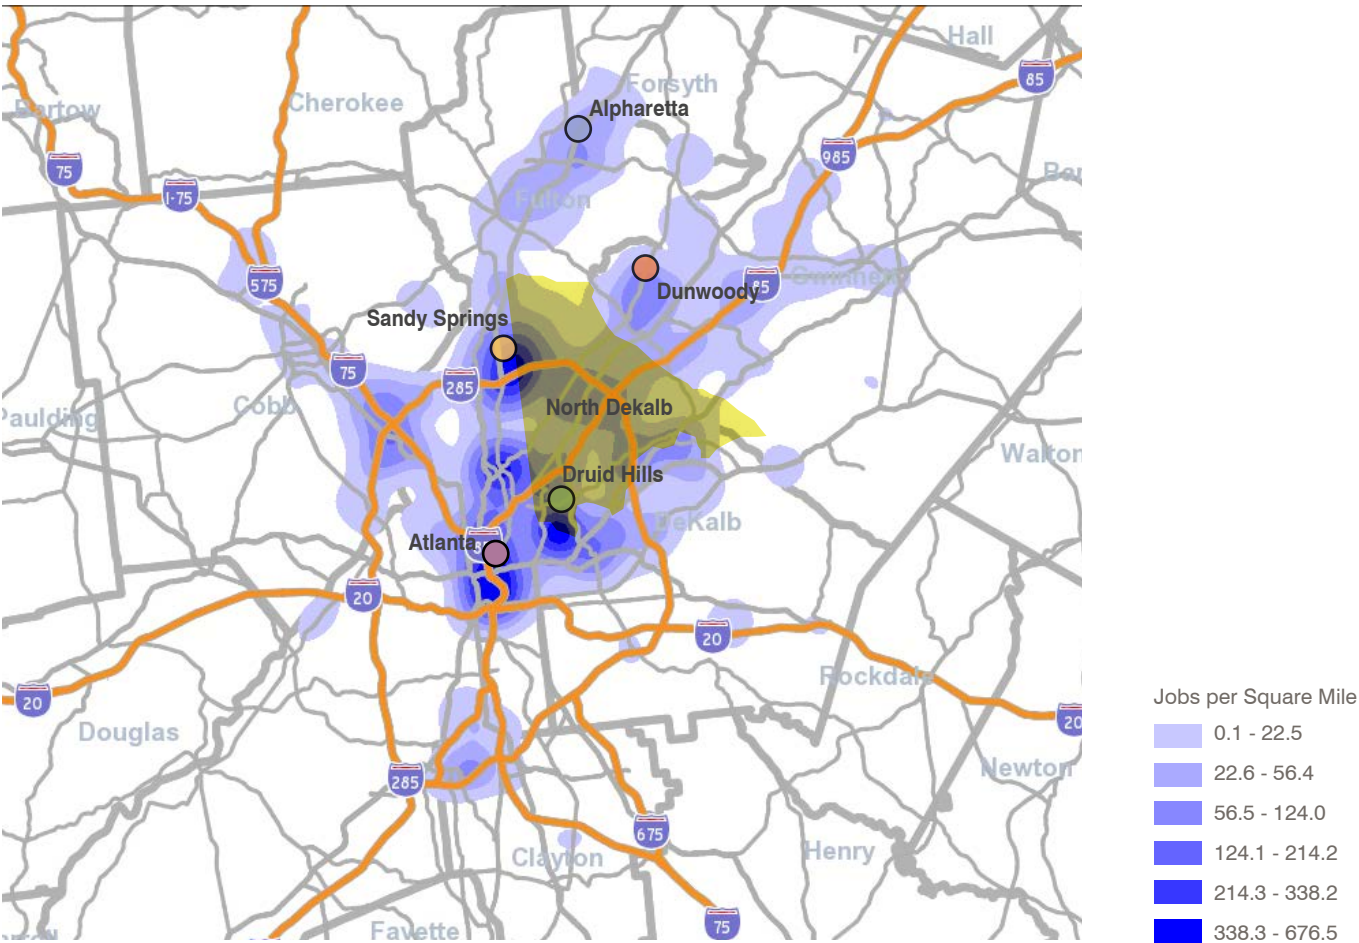 Hall
85
Forsyth
Bartow
Cherokee
Alpharetta
985
75
I-75
Fulton
575
Dunwoody
85
Gwinnett
Sandy Springs
75
285
Cobb
North Dekalb
Paulding
Walton
Druid Hills
DeKalb
Atlanta
20
20
Rockdale
20
20
Douglas
Newton
285
675
Clayton
Henry
75
Fayette
Jobs per Square Mile
0.1 - 22.5
22.6 - 56.4
56.5 - 124.0
124.1 - 214.2
214.3 - 338.2
338.3 - 676.5